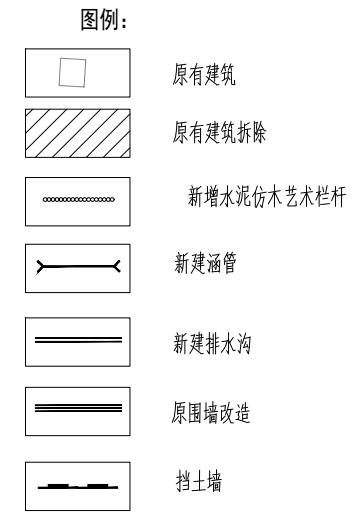 图例：
原有建筑
原有建筑拆除
新增水泥仿木艺术栏杆
新建涵管
新建排水沟
原围墙改造
挡土墙